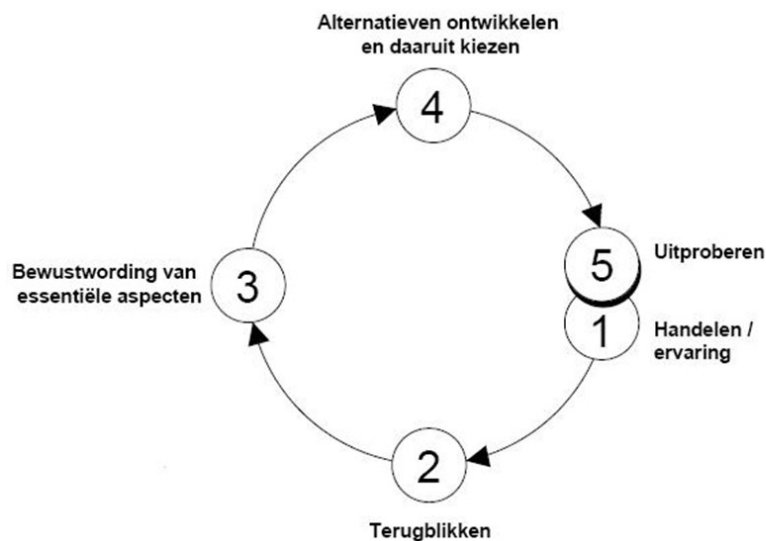 Alternatieven ontwikkelen
en daaruit kiezen
4
5
Uitproberen
Bewustwording van
essentiële aspecten
3
1
Handelen /
ervaring
2
Terugblikken